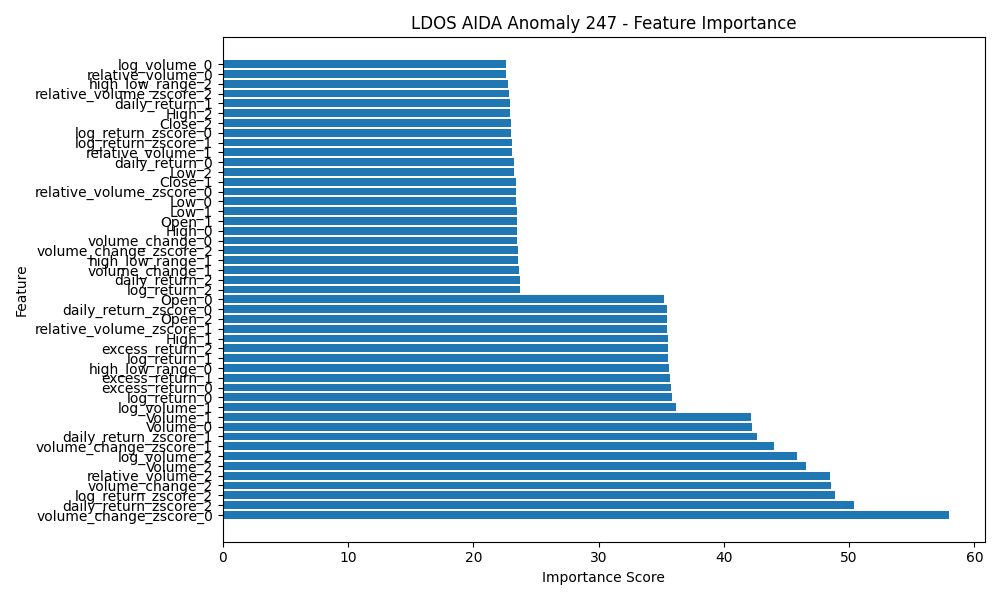 LDOS AIDA Anomaly 247 - Feature Importance
log_volume_0
relative_volume_0
high_low_range_2
relative_volume_zscore_2
daily_return_1
High_2
Close_2
log_return_zscore_0
log_return_zscore_1
relative_volume_1
daily_return_0
Low_2
Close_1
relative_volume_zscore_0
Low_0
Low_1
Open_1
High_0
volume_change_0
volume_change_zscore_2
high_low_range_1
volume_change_1
daily_return_2
log_return_2
Open_0
daily_return_zscore_0
Open_2
relative_volume_zscore_1
High_1
excess_return_2
log_return_1
high_low_range_0
excess_return_1
excess_return_0
log_return_0
log_volume_1
Volume_1
Volume_0
daily_return_zscore_1
volume_change_zscore_1
log_volume_2
Volume_2
relative_volume_2
volume_change_2
log_return_zscore_2
daily_return_zscore_2
volume_change_zscore_0
Feature
0 10 20 30 40 50 60
Importance Score